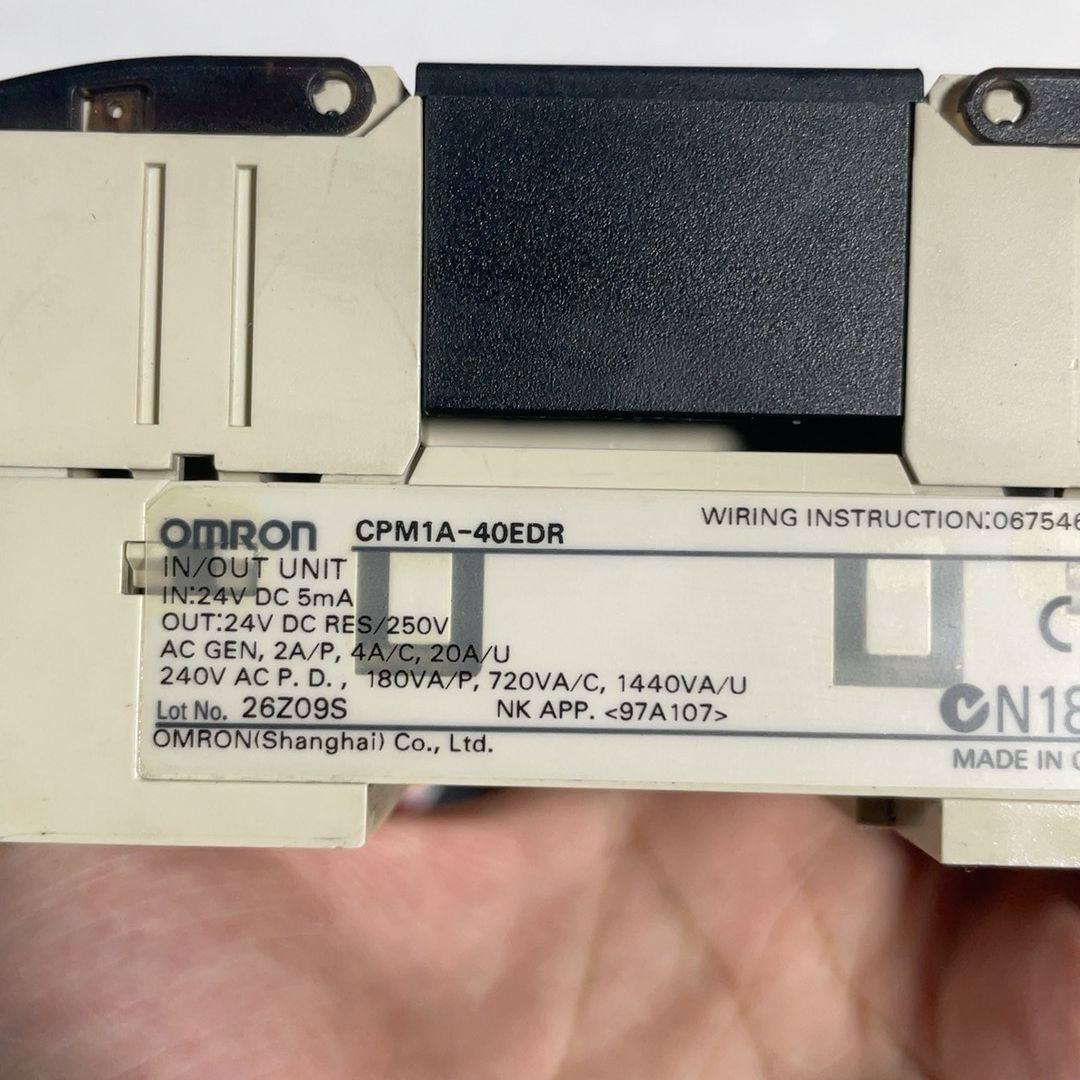 OMRON CPM1A-40EDR WIRING INSTRUCTION:067546
IN/OUT UNIT
IN:24V DC 5mA
OUT:24V DC RES/250V
AC GEN, 2A/P, 4A/C, 20A/U
240V AC P. D. , 180VA/P, 720VA/C, 1440VA/U
Lot No. 26Z09S NK APP. <97A107> N18
OMRON(Shanghai) Co., Ltd. MADE IN